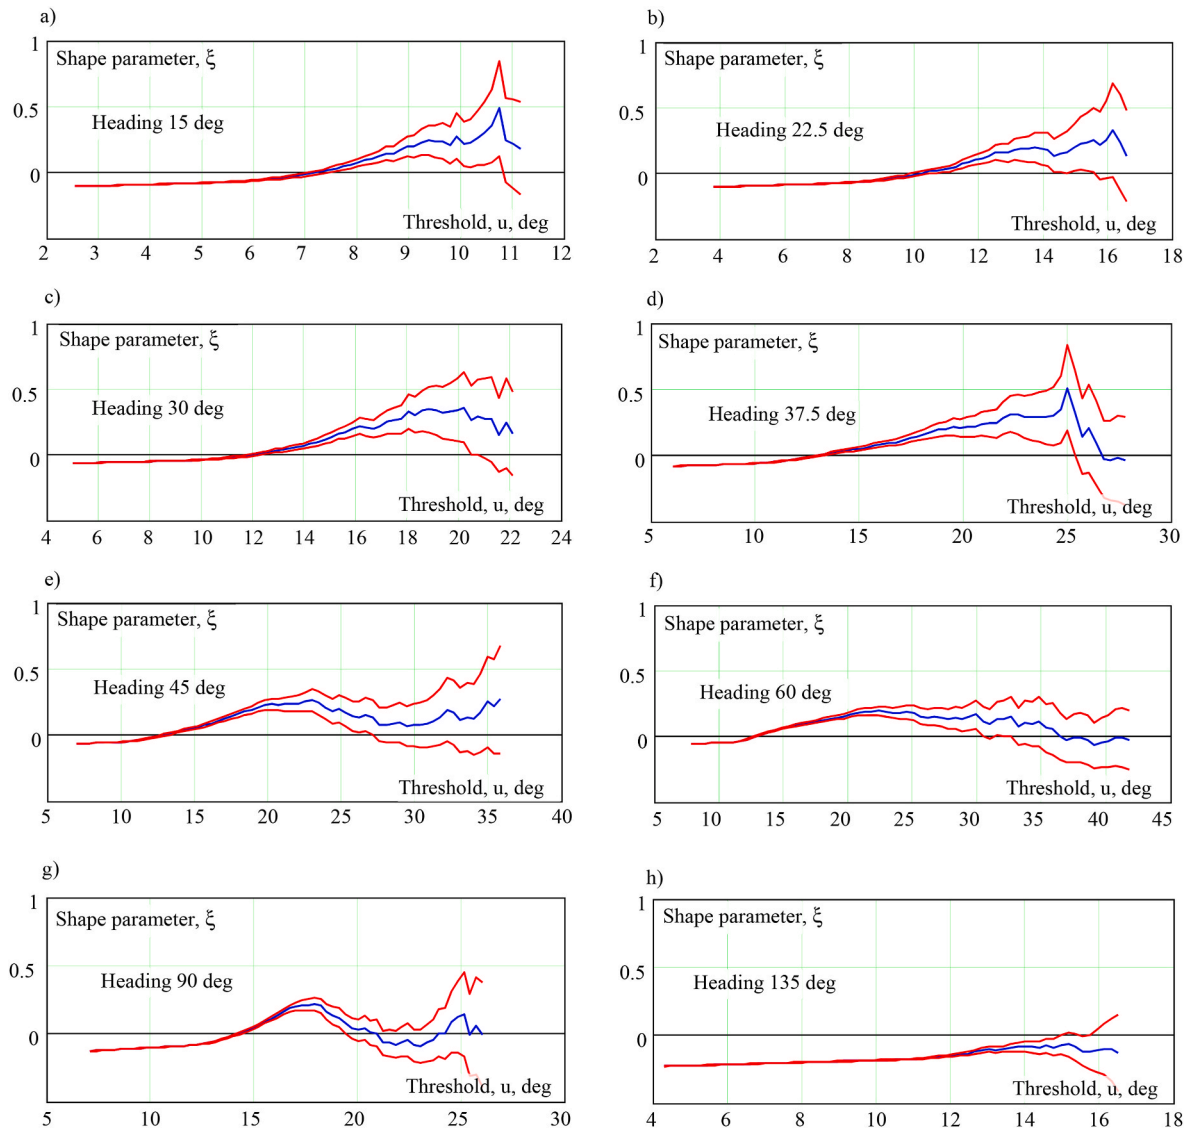 a)
1
Shape parameter, ξ
0.5
Heading 15 deg
0
Threshold, u, deg
2 3 4 5 6 7 8 9 10 11 12
b)
1
Shape parameter, ξ
0.5
Heading 22.5 deg
0
Threshold, u, deg
2 4 6 8 10 12 14 16 18
c)
1
Shape parameter, ξ
0.5
Heading 30 deg
0
Threshold, u, deg
4 6 8 10 12 14 16 18 20 22 24
d)
1
Shape parameter, ξ
0.5
Heading 37.5 deg
0
Threshold, u, deg
5 10 15 20 25 30
e)
1
Shape parameter, ξ
0.5
Heading 45 deg
0
Threshold, u, deg
5 10 15 20 25 30 35 40
f)
1
Shape parameter, ξ
0.5
Heading 60 deg
0
Threshold, u, deg
5 10 15 20 25 30 35 40 45
g)
1
Shape parameter, ξ
0.5
Heading 90 deg
0
Threshold, u, deg
5 10 15 20 25 30
h)
1
Shape parameter, ξ
0.5
Heading 135 deg
0
Threshold, u, deg
4 6 8 10 12 14 16 18